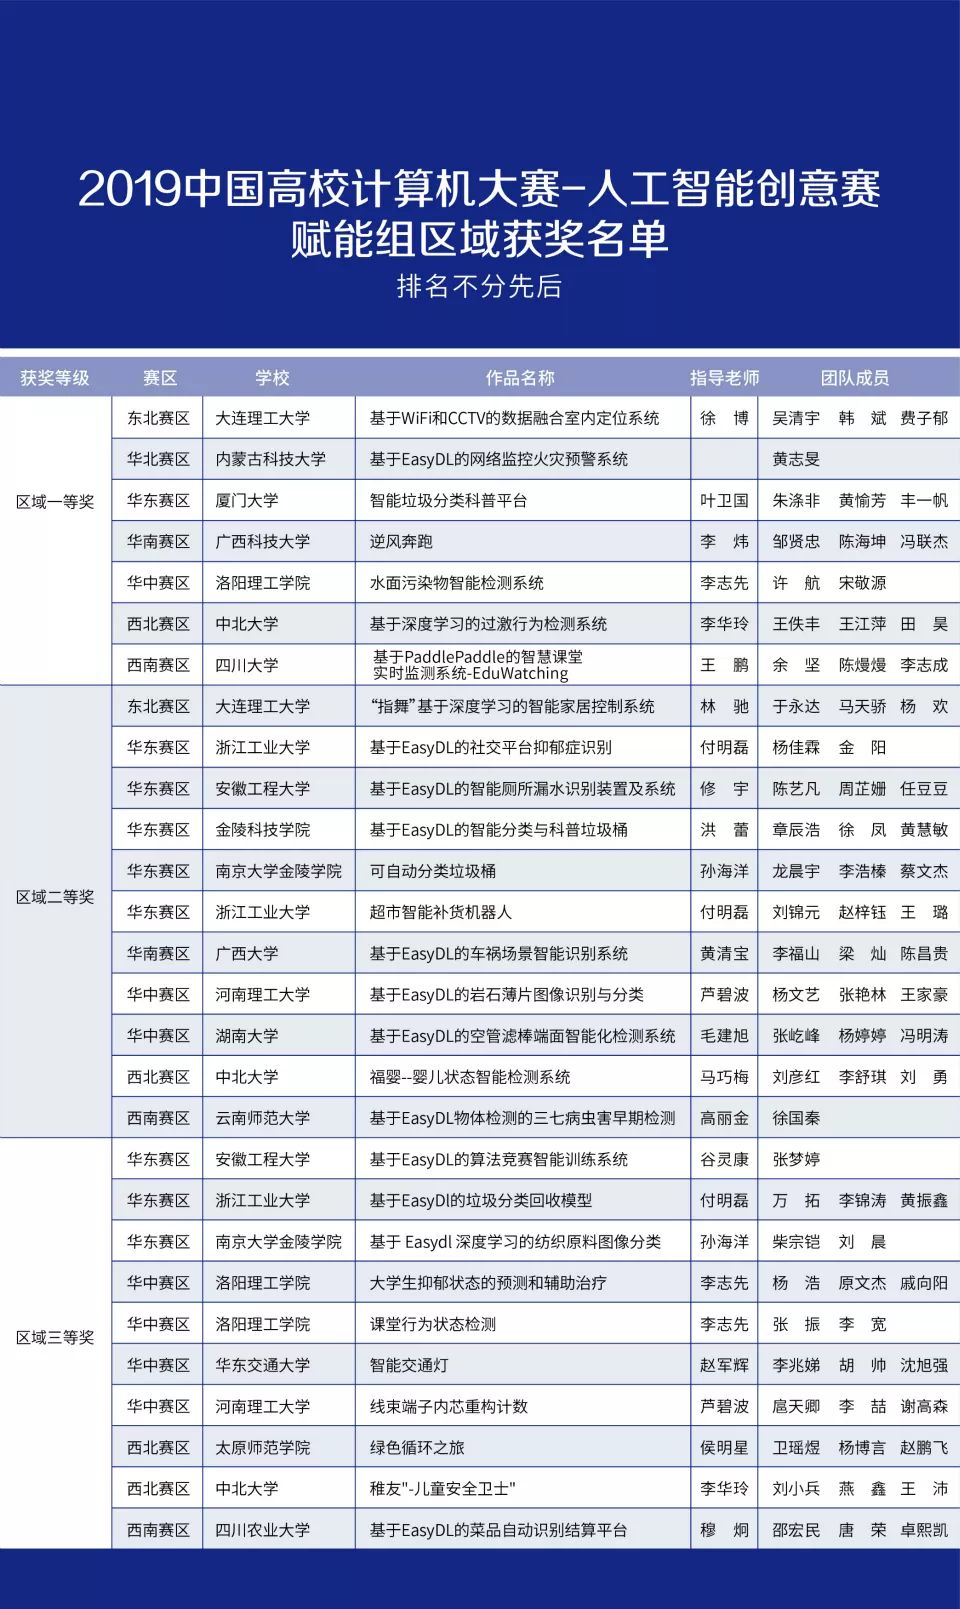 2019中国高校计算机大赛-人工智能创意赛
赋能组区域获奖名单
排名不分先后
获奖等级 赛区 学校 作品名称 指导老师 团队成员
区域一等奖
东北赛区 大连理工大学 基于WiFi和CCTV的数据融合室内定位系统 徐 博 吴清宇 韩 斌 费子郁
华北赛区 内蒙古科技大学 基于EasyDL的网络监控火灾预警系统 黄志旻
华东赛区 厦门大学 智能垃圾分类科普平台 叶卫国 朱涤非 黄愉芳 丰一帆
华南赛区 广西科技大学 逆风奔跑 李 炜 邹贤忠 陈海坤 冯联杰
华中赛区 洛阳理工学院 水面污染物智能检测系统 李志先 许 航 宋敬源
西北赛区 中北大学 基于深度学习的过激行为检测系统 李华玲 王佚丰 王江萍 田 昊
西南赛区 四川大学 基于PaddlePaddle的智慧课堂
实时监测系统-EduWatching 王 鹏 余 坚 陈熳熳 李志成
区域二等奖
东北赛区 大连理工大学 “指舞”基于深度学习的智能家居控制系统 林 驰 于永达 马天骄 杨 欢
华东赛区 浙江工业大学 基于EasyDL的社交平台抑郁症识别 付明磊 杨佳霖 金 阳
华东赛区 安徽工程大学 基于EasyDL的智能厕所漏水识别装置及系统 修 宇 陈艺凡 周芷姗 任豆豆
华东赛区 金陵科技学院 基于EasyDL的智能分类与科普垃圾桶 洪 蕾 章辰浩 徐 凤 黄慧敏
华东赛区 南京大学金陵学院 可自动分类垃圾桶 孙海洋 龙晨宇 李浩榛 蔡文杰
华东赛区 浙江工业大学 超市智能补货机器人 付明磊 刘锦元 赵梓钰 王 璐
华南赛区 广西大学 基于EasyDL的车祸场景智能识别系统 黄清宝 李福山 梁 灿 陈昌贵
华中赛区 河南理工大学 基于EasyDL的岩石薄片图像识别与分类 芦碧波 杨文艺 张艳林 王家豪
华中赛区 湖南大学 基于EasyDL的空管滤棒端面智能化检测系统 毛建旭 张屹峰 杨婷婷 冯明涛
西北赛区 中北大学 福婴--婴儿状态智能检测系统 马巧梅 刘彦红 李舒琪 刘 勇
西南赛区 云南师范大学 基于EasyDL物体检测的三七病虫害早期检测 高丽金 徐国秦
区域三等奖
华东赛区 安徽工程大学 基于EasyDL的算法竞赛智能训练系统 谷灵康 张梦婷
华东赛区 浙江工业大学 基于EasyDl的垃圾分类回收模型 付明磊 万 拓 李锦涛 黄振鑫
华东赛区 南京大学金陵学院 基于 Easydl 深度学习的纺织原料图像分类 孙海洋 柴宗铠 刘 晨
华中赛区 洛阳理工学院 大学生抑郁状态的预测和辅助治疗 李志先 杨 浩 原文杰 戚向阳
华中赛区 洛阳理工学院 课堂行为状态检测 李志先 张 振 李 宽
华中赛区 华东交通大学 智能交通灯 赵军辉 李兆娣 胡 帅 沈旭强
华中赛区 河南理工大学 线束端子内芯重构计数 芦碧波 扈天卿 李 喆 谢高森
西北赛区 太原师范学院 绿色循环之旅 侯明星 卫瑶煜 杨博言 赵鹏飞
西北赛区 中北大学 稚友"-儿童安全卫士" 李华玲 刘小兵 燕 鑫 王 沛
西南赛区 四川农业大学 基于EasyDL的菜品自动识别结算平台 穆 炯 邵宏民 唐 荣 卓熙凯